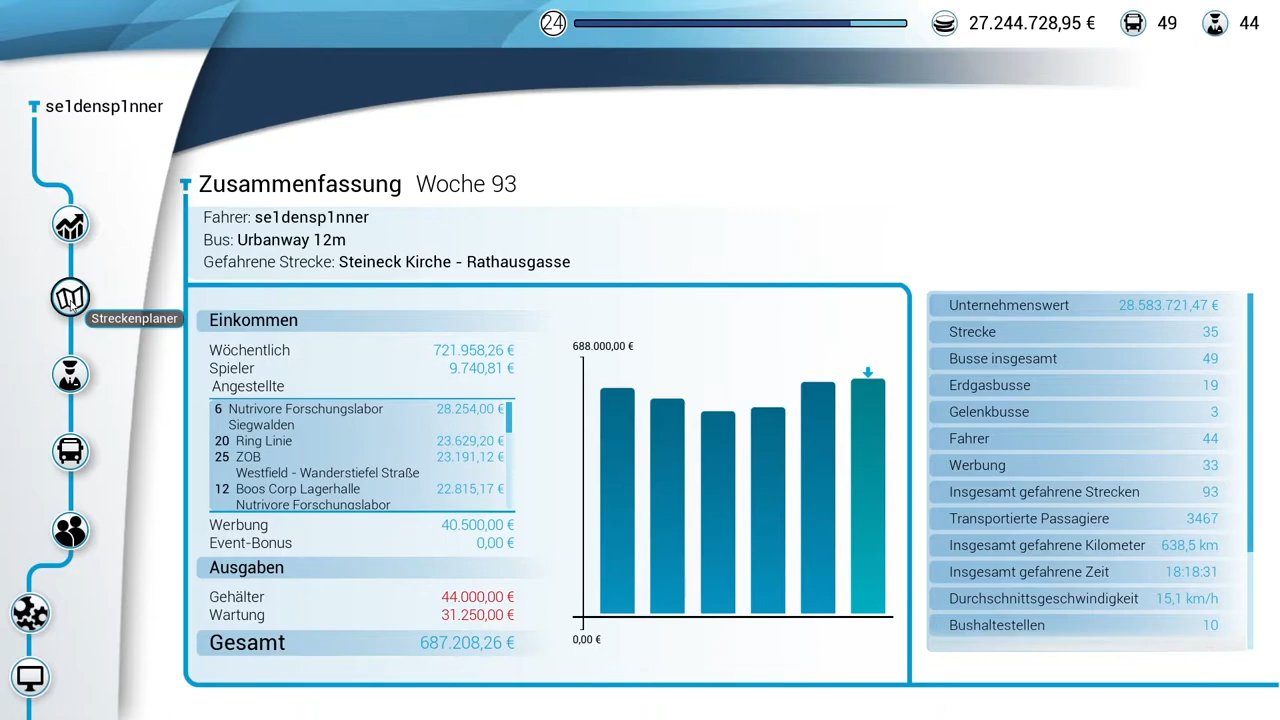 24
27.244.728,95 €
49
44
se1densp1nner
Streckenplaner
Zusammenfassung Woche 93
Fahrer: se1densp1nner
Bus: Urbanway 12m
Gefahrene Strecke: Steineck Kirche - Rathausgasse
Einkommen
Wöchentlich 721.958,26 €
Spieler 9.740,81 €
Angestellte
6 Nutrivore Forschungslabor 28.254,00 €
Siegwalden
20 Ring Linie 23.629,20 €
25 ZOB 23.191,12 €
Westfield - Wanderstiefel Straße
12 Boos Corp Lagerhalle 22.815,17 €
Nutrivore Forschungslabor
Werbung 40.500,00 €
Event-Bonus 0,00 €
Ausgaben
Gehälter 44.000,00 €
Wartung 31.250,00 €
Gesamt 687.208,26 €
688.000,00 €
0,00 €
Unternehmenswert 28.583.721,47 €
Strecke 35
Busse insgesamt 49
Erdgasbusse 19
Gelenkbusse 3
Fahrer 44
Werbung 33
Insgesamt gefahrene Strecken 93
Transportierte Passagiere 3467
Insgesamt gefahrene Kilometer 638,5 km
Insgesamt gefahrene Zeit 18:18:31
Durchschnittsgeschwindigkeit 15,1 km/h
Bushaltestellen 10